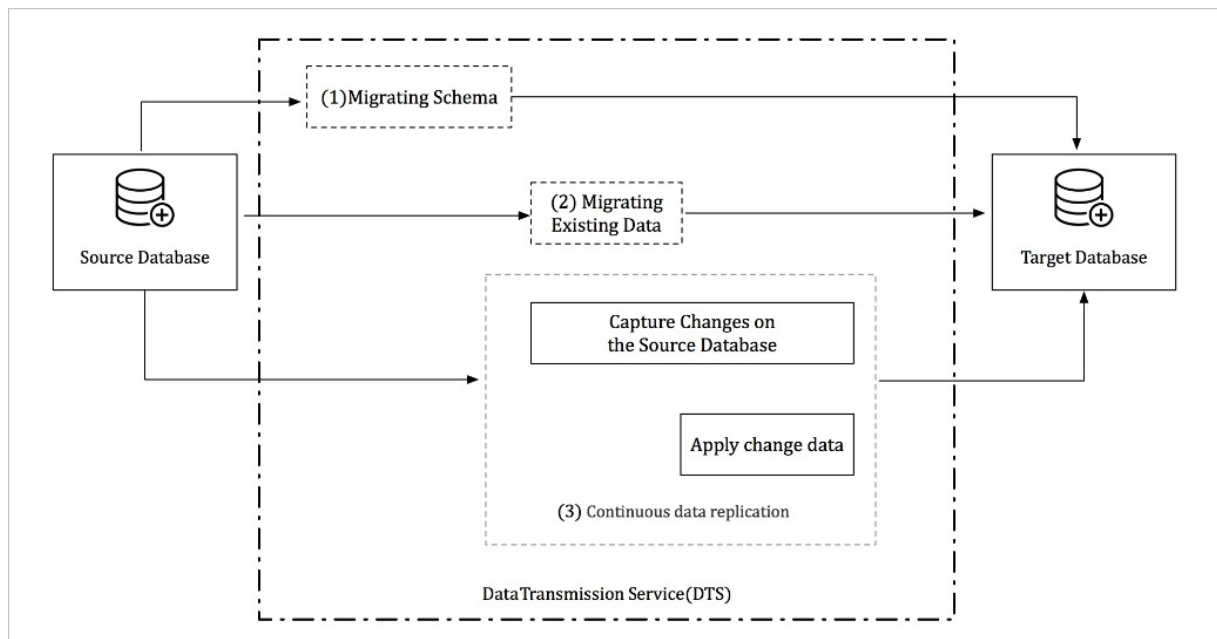 (1)Migrating Schema
(2) Migrating
Existing Data
Source Database
Target Database
Capture Changes on
the Source Database
Apply change data
(3) Continuous data replication
DataTransmission Service(DTS)